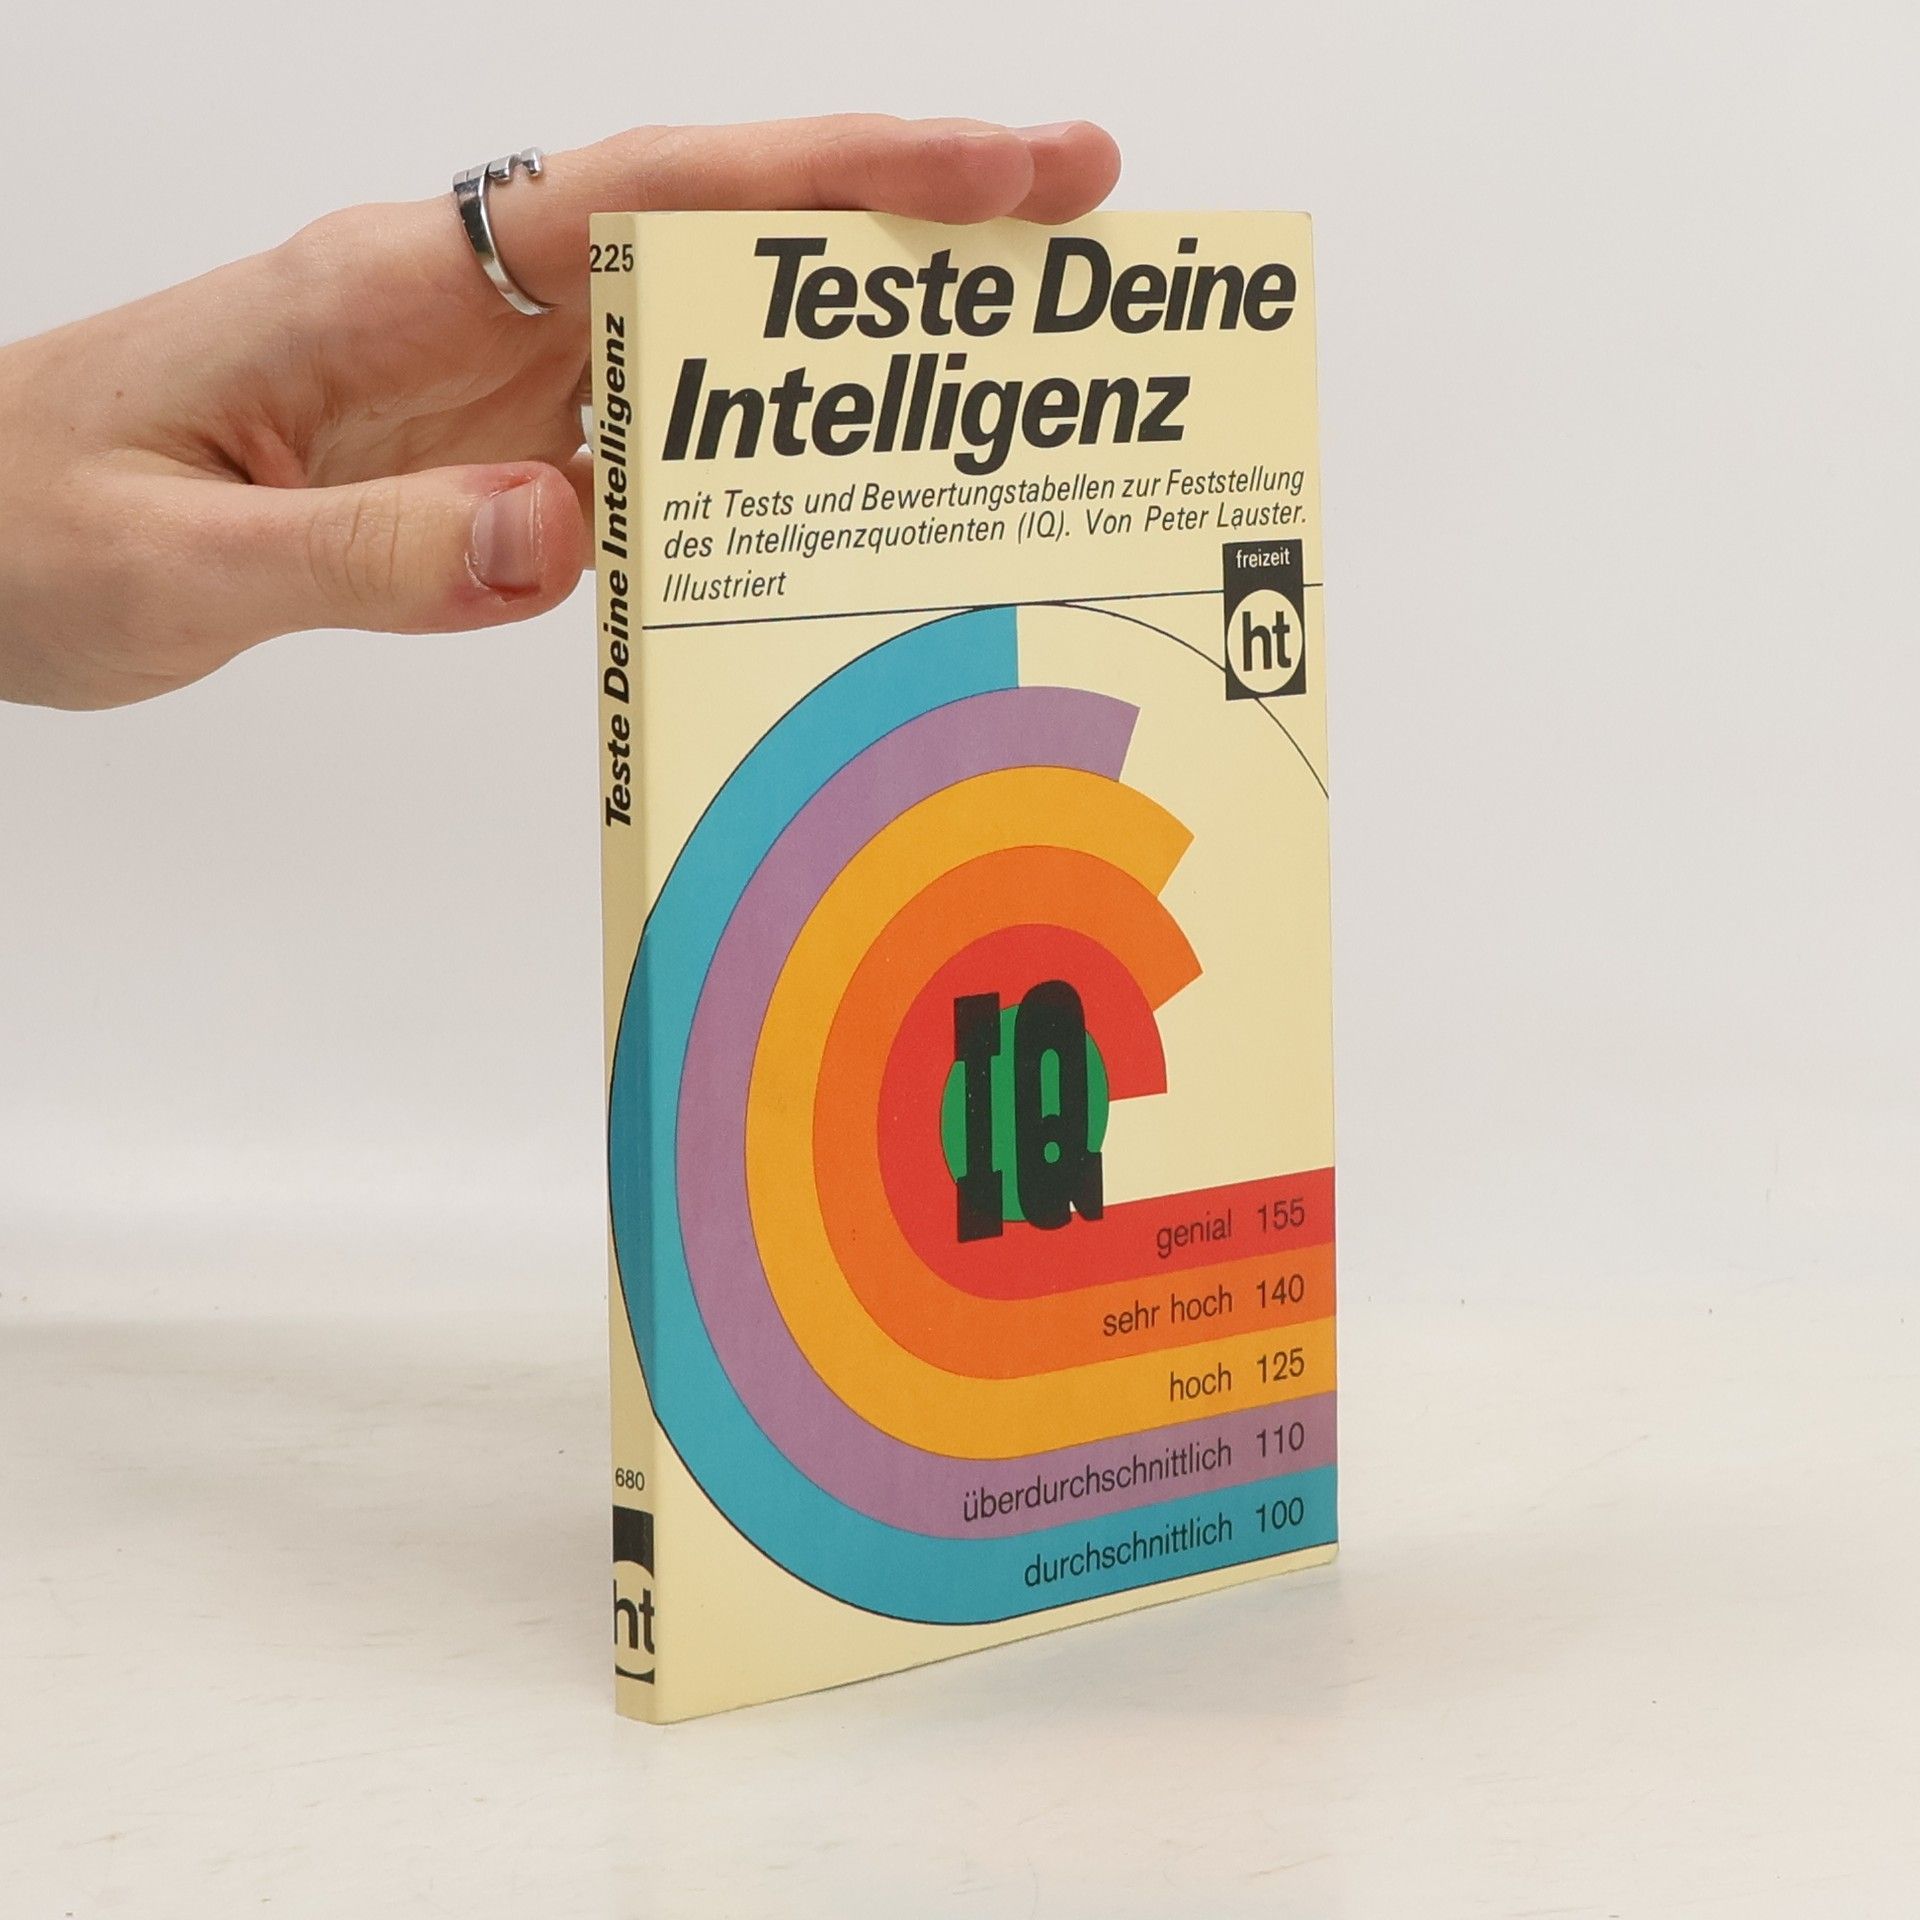 225
Teste Deine Intelligenz
680
ht
Teste Deine
Intelligenz
mit Tests und Bewertungstabellen zur Feststellung
des Intelligenzquotienten (IQ). Von Peter Lauster.
Illustriert
freizeit
ht
IQ
genial 155
sehr hoch 140
hoch 125
überdurchschnittlich 110
durchschnittlich 100